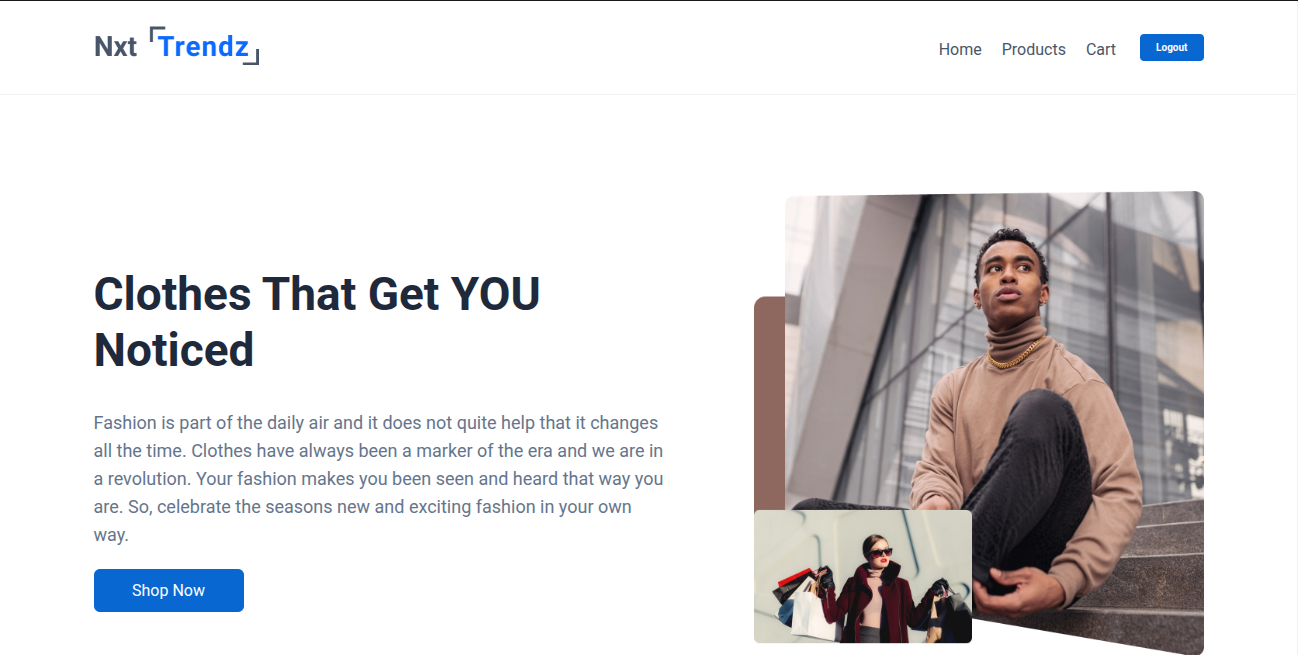 Nxt Trendz
Home Products Cart Logout
Clothes That Get YOU
Noticed
Fashion is part of the daily air and it does not quite help that it changes
all the time. Clothes have always been a marker of the era and we are in
a revolution. Your fashion makes you been seen and heard that way you
are. So, celebrate the seasons new and exciting fashion in your own
way.
Shop Now